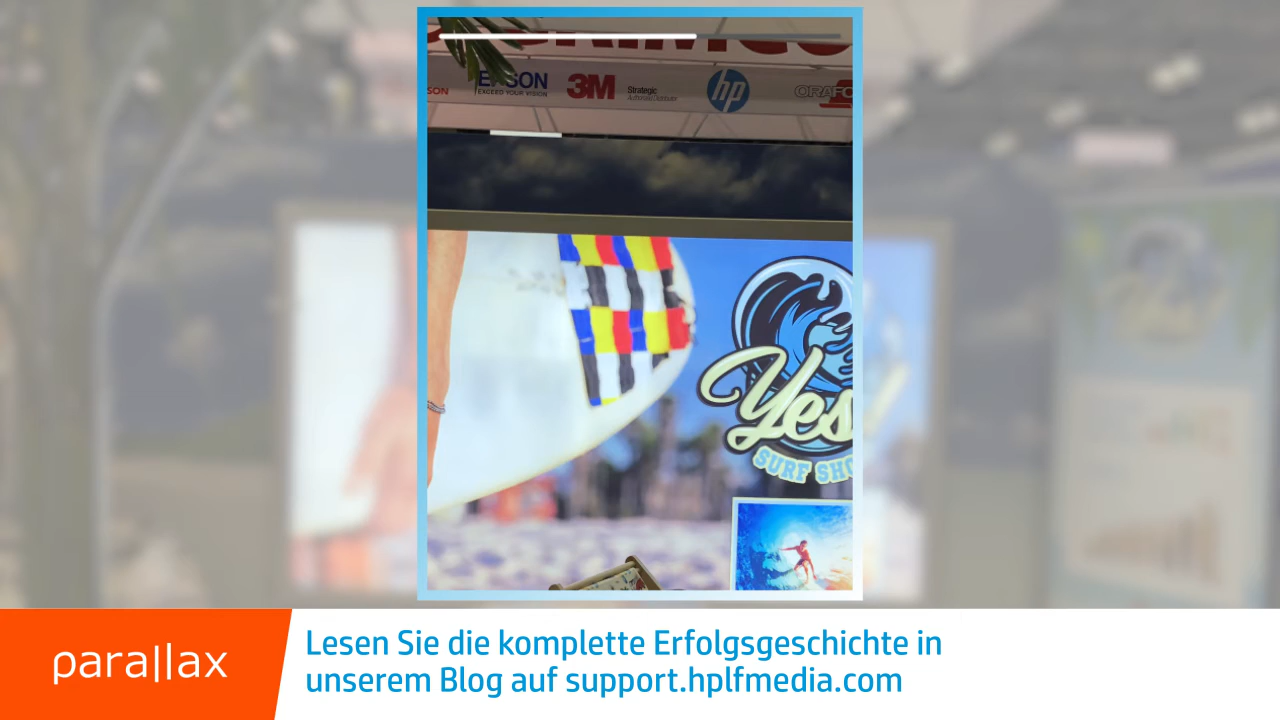 SON
EPSON
EXCEED YOUR VISION
3M
Strategic
hp
Yes
SURF SHO
parallax
Lesen Sie die komplette Erfolgsgeschichte in
unserem Blog auf support.hplfmedia.com